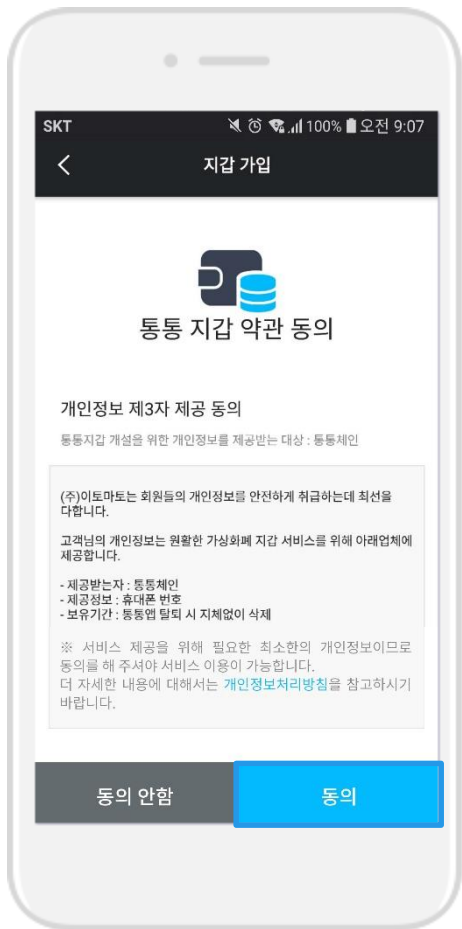 SKT 100% 오전 9:07
지갑 가입
통통 지갑 약관 동의
개인정보 제3자 제공 동의
통통지갑 개설을 위한 개인정보를 제공받는 대상 : 통통체인
(주)이토마토는 회원들의 개인정보를 안전하게 취급하는데 최선을
다합니다.
고객님의 개인정보는 원활한 가상화폐 지갑 서비스를 위해 아래업체에
제공합니다.
- 제공받는자 : 통통체인
- 제공정보 : 휴대폰 번호
- 보유기간 : 통통앱 탈퇴 시 지체없이 삭제
※ 서비스 제공을 위해 필요한 최소한의 개인정보이므로
동의를 해 주셔야 서비스 이용이 가능합니다.
더 자세한 내용에 대해서는 개인정보처리방침을 참고하시기
바랍니다.
동의 안함
동의